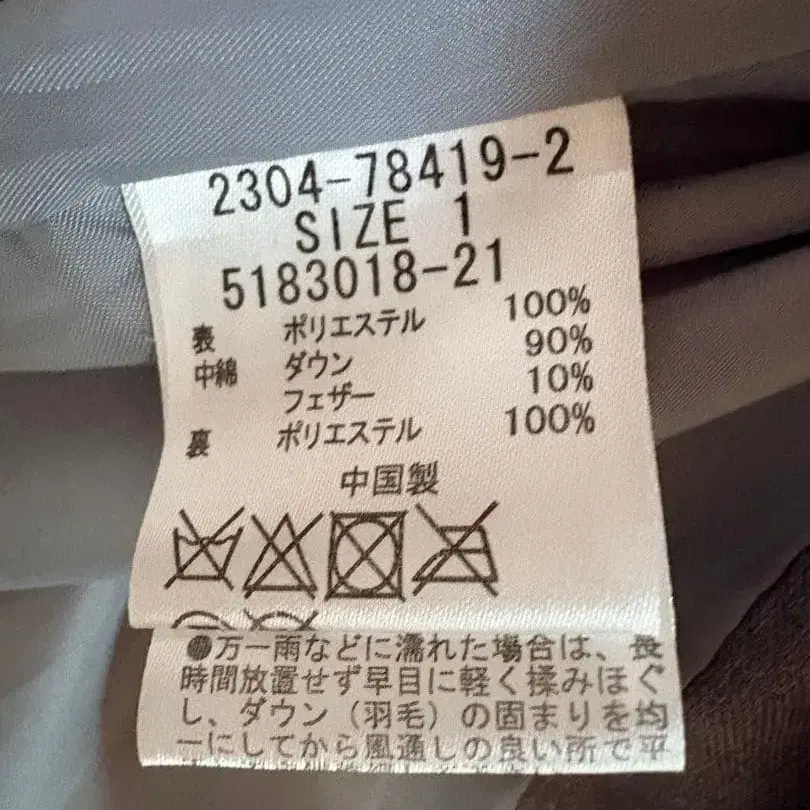 2304-78419-2
SIZE 1
5183018-21
表 ポリエステル 100%
中綿 ダウン 90%
フェザー 10%
裏 ポリエステル 100%
中国製
●万一雨などに濡れた場合は、長
時間放置せず早目に軽く揉みほぐ
し、ダウン(羽毛)の固まりを均
一にしてから風通しの良い所で平